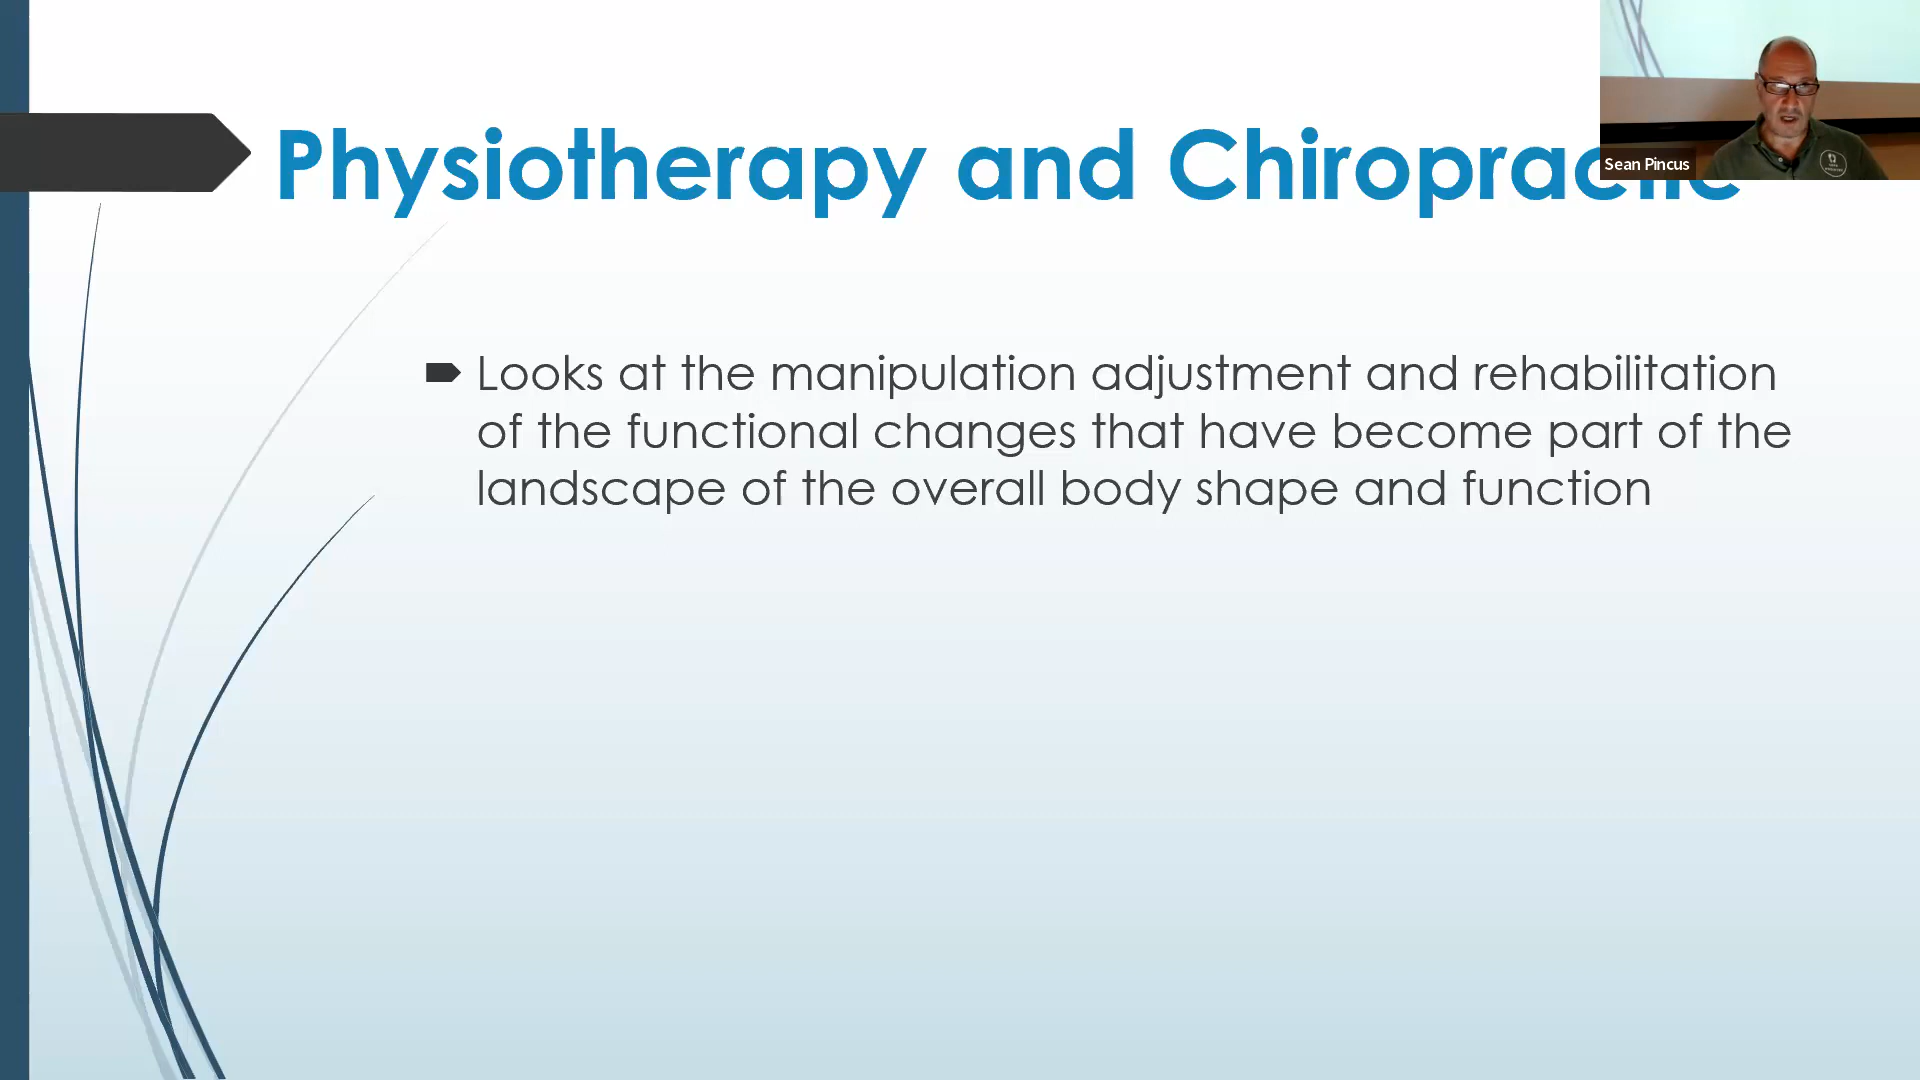 Physiotherapy and Chiropractic
Sean Pincus
Looks at the manipulation adjustment and rehabilitation
of the functional changes that have become part of the
landscape of the overall body shape and function